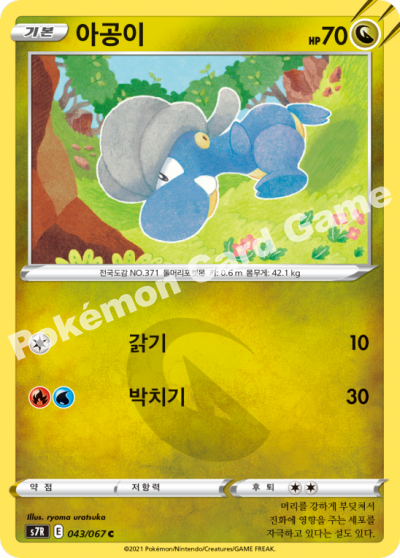 기본 아공이 HP 70
전국도감 NO.371 돌머리포켓몬 키: 0.6 m 몸무게: 42.1 kg
Pokémon Card Game
갉기 10
박치기 30
약점 저항력 후퇴
Illus. ryoma uratsuka
s7R E 043/067 C
머리를 강하게 부딪쳐서
진화에 영향을 주는 세포를
자극하고 있다는 설도 있다.
©2021 Pokémon/Nintendo/Creatures/GAME FREAK.